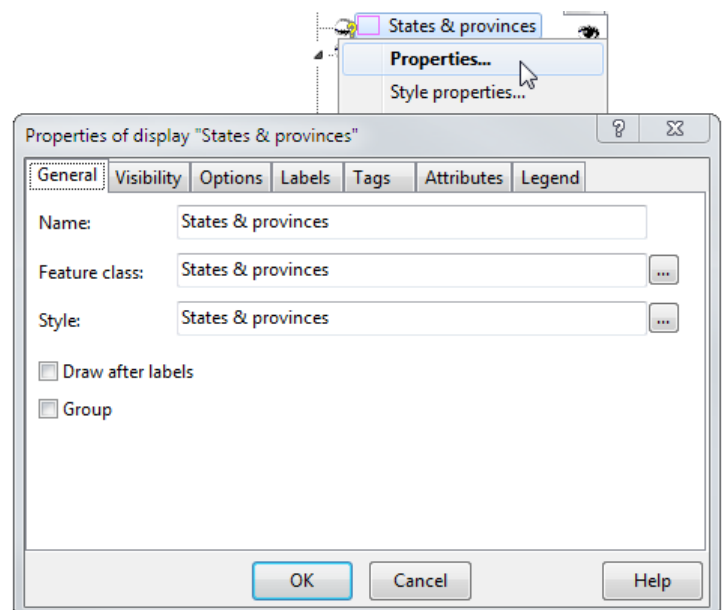 States & provinces
Properties...
Style properties...
Properties of display "States & provinces"
General Visibility Options Labels Tags Attributes Legend
Name: States & provinces
Feature class: States & provinces ...
Style: States & provinces ...
Draw after labels
Group
OK Cancel Help